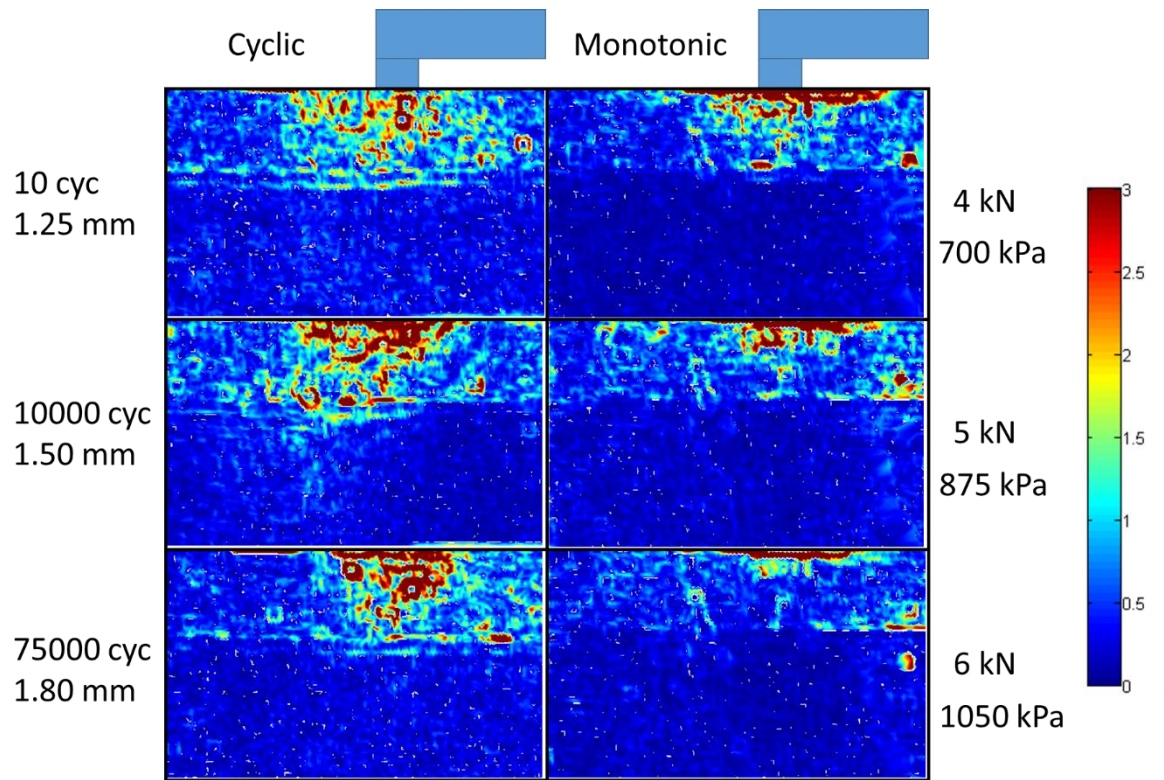 Cyclic
Monotonic
10 cyc
1.25 mm
4 kN
700 kPa
10000 cyc
1.50 mm
5 kN
875 kPa
75000 cyc
1.80 mm
6 kN
1050 kPa
3
2.5
2
1.5
1
0.5
0